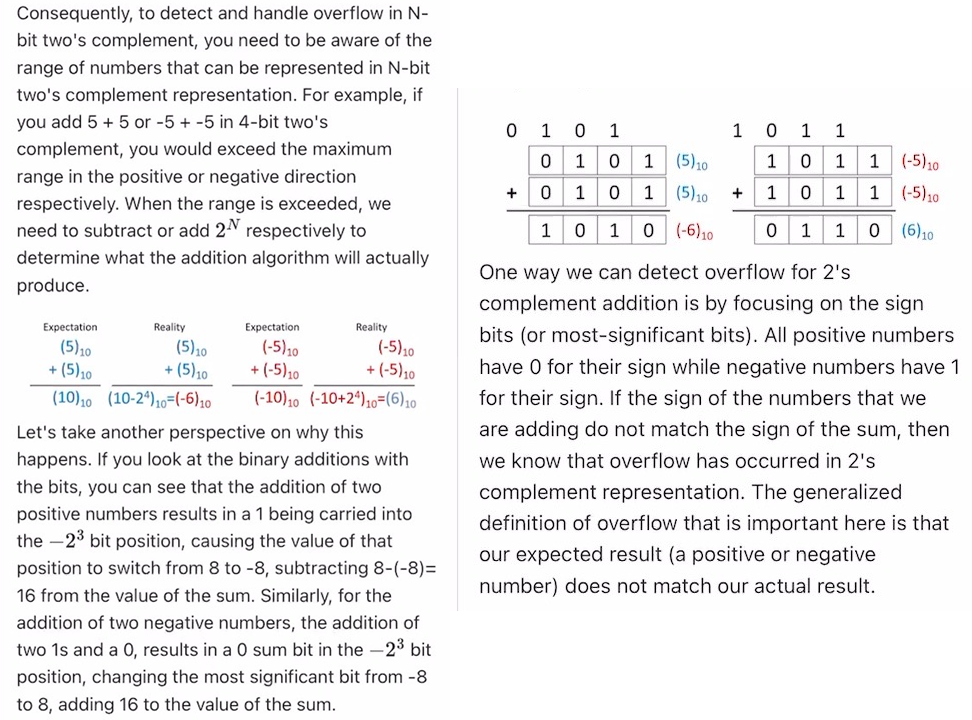 Consequently, to detect and handle overflow in N-
bit two's complement, you need to be aware of the
range of numbers that can be represented in N-bit
two's complement representation. For example, if
you add 5 + 5 or -5 + -5 in 4-bit two's
complement, you would exceed the maximum
range in the positive or negative direction
respectively. When the range is exceeded, we
need to subtract or add 2^N respectively to
determine what the addition algorithm will actually
produce.
Expectation Reality Expectation Reality
(5)₁₀ (5)₁₀ (-5)₁₀ (-5)₁₀
+ (5)₁₀ + (5)₁₀ + (-5)₁₀ + (-5)₁₀
(10)₁₀ (10-2⁴)₁₀=(-6)₁₀ (-10)₁₀ (-10+2⁴)₁₀=(6)₁₀
Let's take another perspective on why this
happens. If you look at the binary additions with
the bits, you can see that the addition of two
positive numbers results in a 1 being carried into
the −2³ bit position, causing the value of that
position to switch from 8 to -8, subtracting 8-(-8)=
16 from the value of the sum. Similarly, for the
addition of two negative numbers, the addition of
two 1s and a 0, results in a 0 sum bit in the −2³ bit
position, changing the most significant bit from -8
to 8, adding 16 to the value of the sum.
0 1 0 1 1 0 1 1
0 1 0 1 (5)₁₀ 1 0 1 1 (-5)₁₀
+ 0 1 0 1 (5)₁₀ + 1 0 1 1 (-5)₁₀
1 0 1 0 (-6)₁₀ 0 1 1 0 (6)₁₀
One way we can detect overflow for 2's
complement addition is by focusing on the sign
bits (or most-significant bits). All positive numbers
have 0 for their sign while negative numbers have 1
for their sign. If the sign of the numbers that we
are adding do not match the sign of the sum, then
we know that overflow has occurred in 2's
complement representation. The generalized
definition of overflow that is important here is that
our expected result (a positive or negative
number) does not match our actual result.